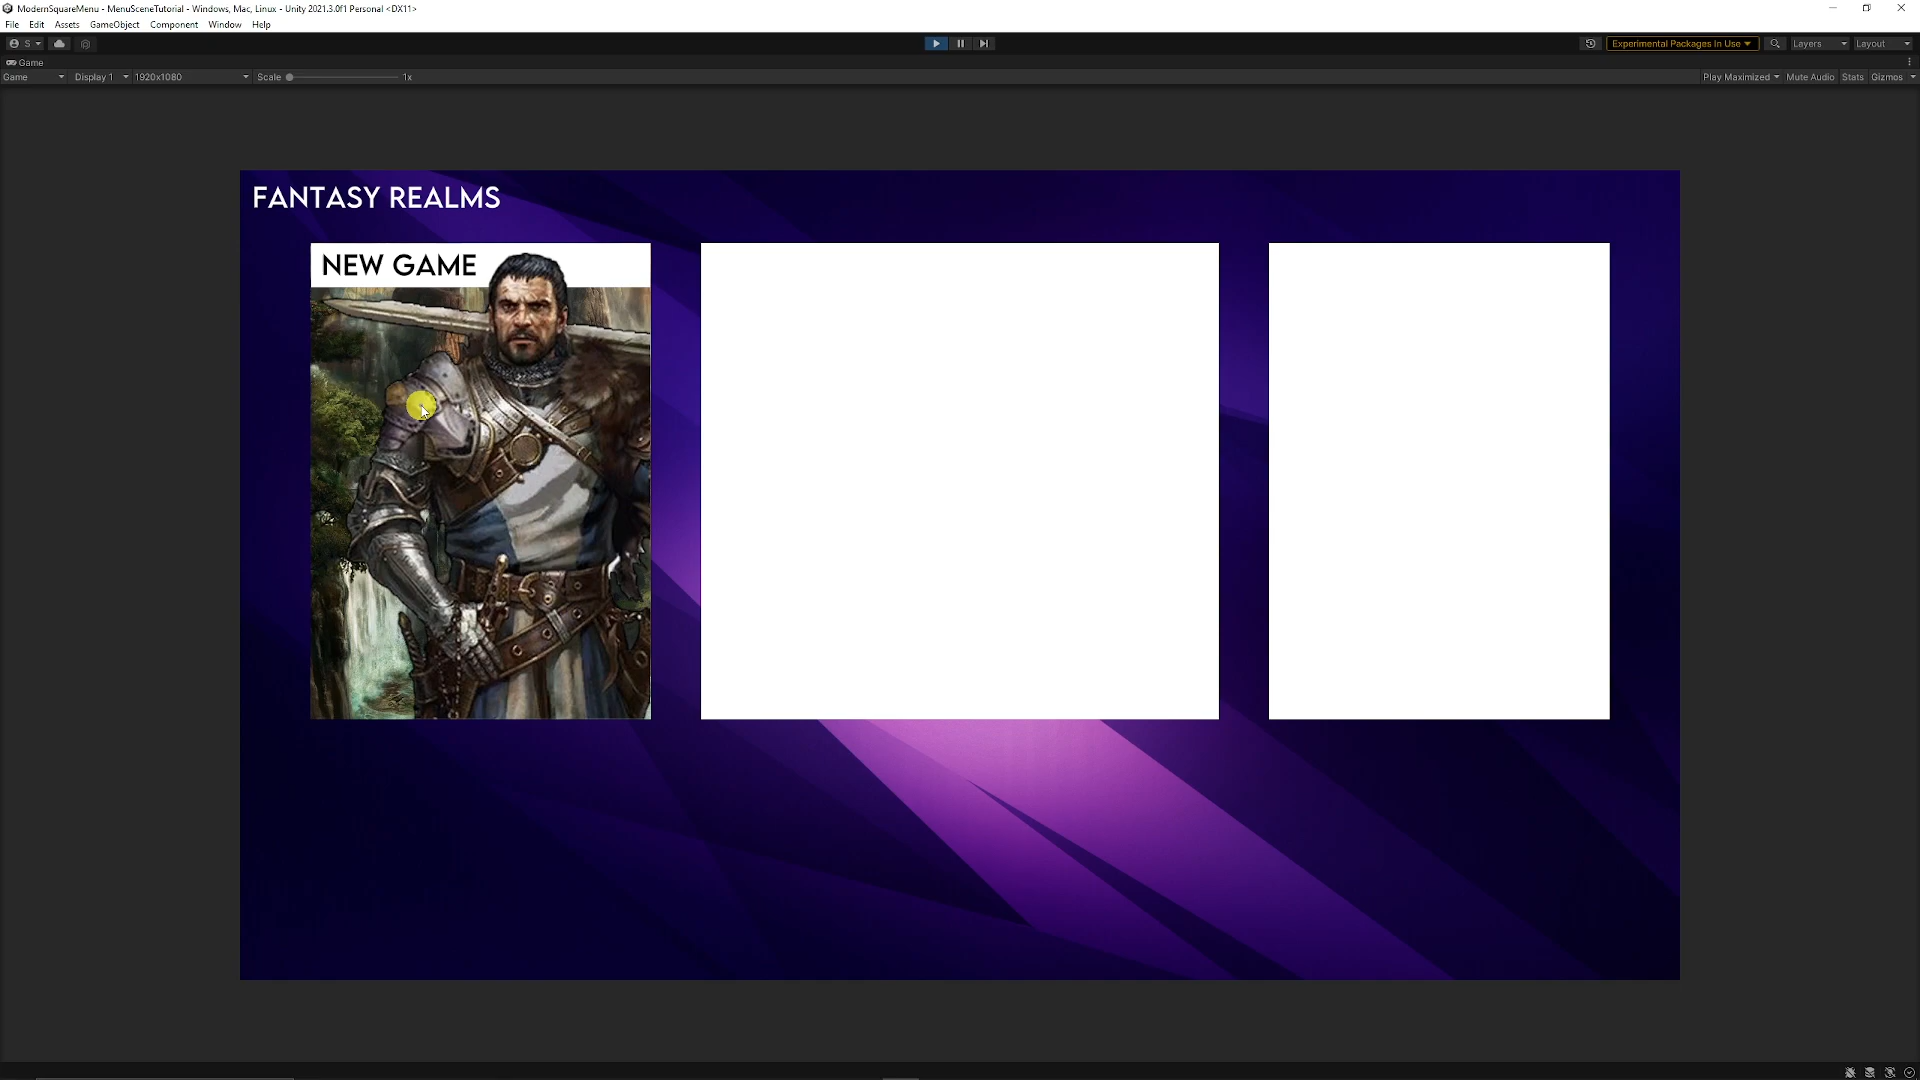 ModernSquareMenu - MenuSceneTutorial - Windows, Mac, Linux - Unity 2021.3.0f1 Personal <DX11>
File Edit Assets GameObject Component Window Help
S Experimental Packages In Use Layers Layout
Game
Game Display 1 1920x1080 Scale 1x Play Maximized Mute Audio Stats Gizmos
FANTASY REALMS
NEW GAME